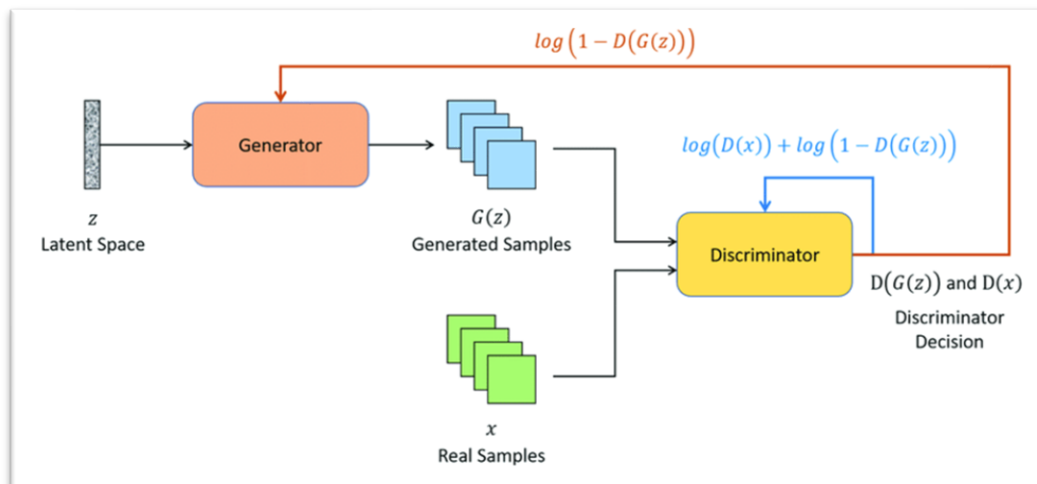 log(1 − D(G(z)))
Generator
log(D(x)) + log(1 − D(G(z)))
z
Latent Space
G(z)
Generated Samples
Discriminator
D(G(z)) and D(x)
Discriminator
Decision
x
Real Samples